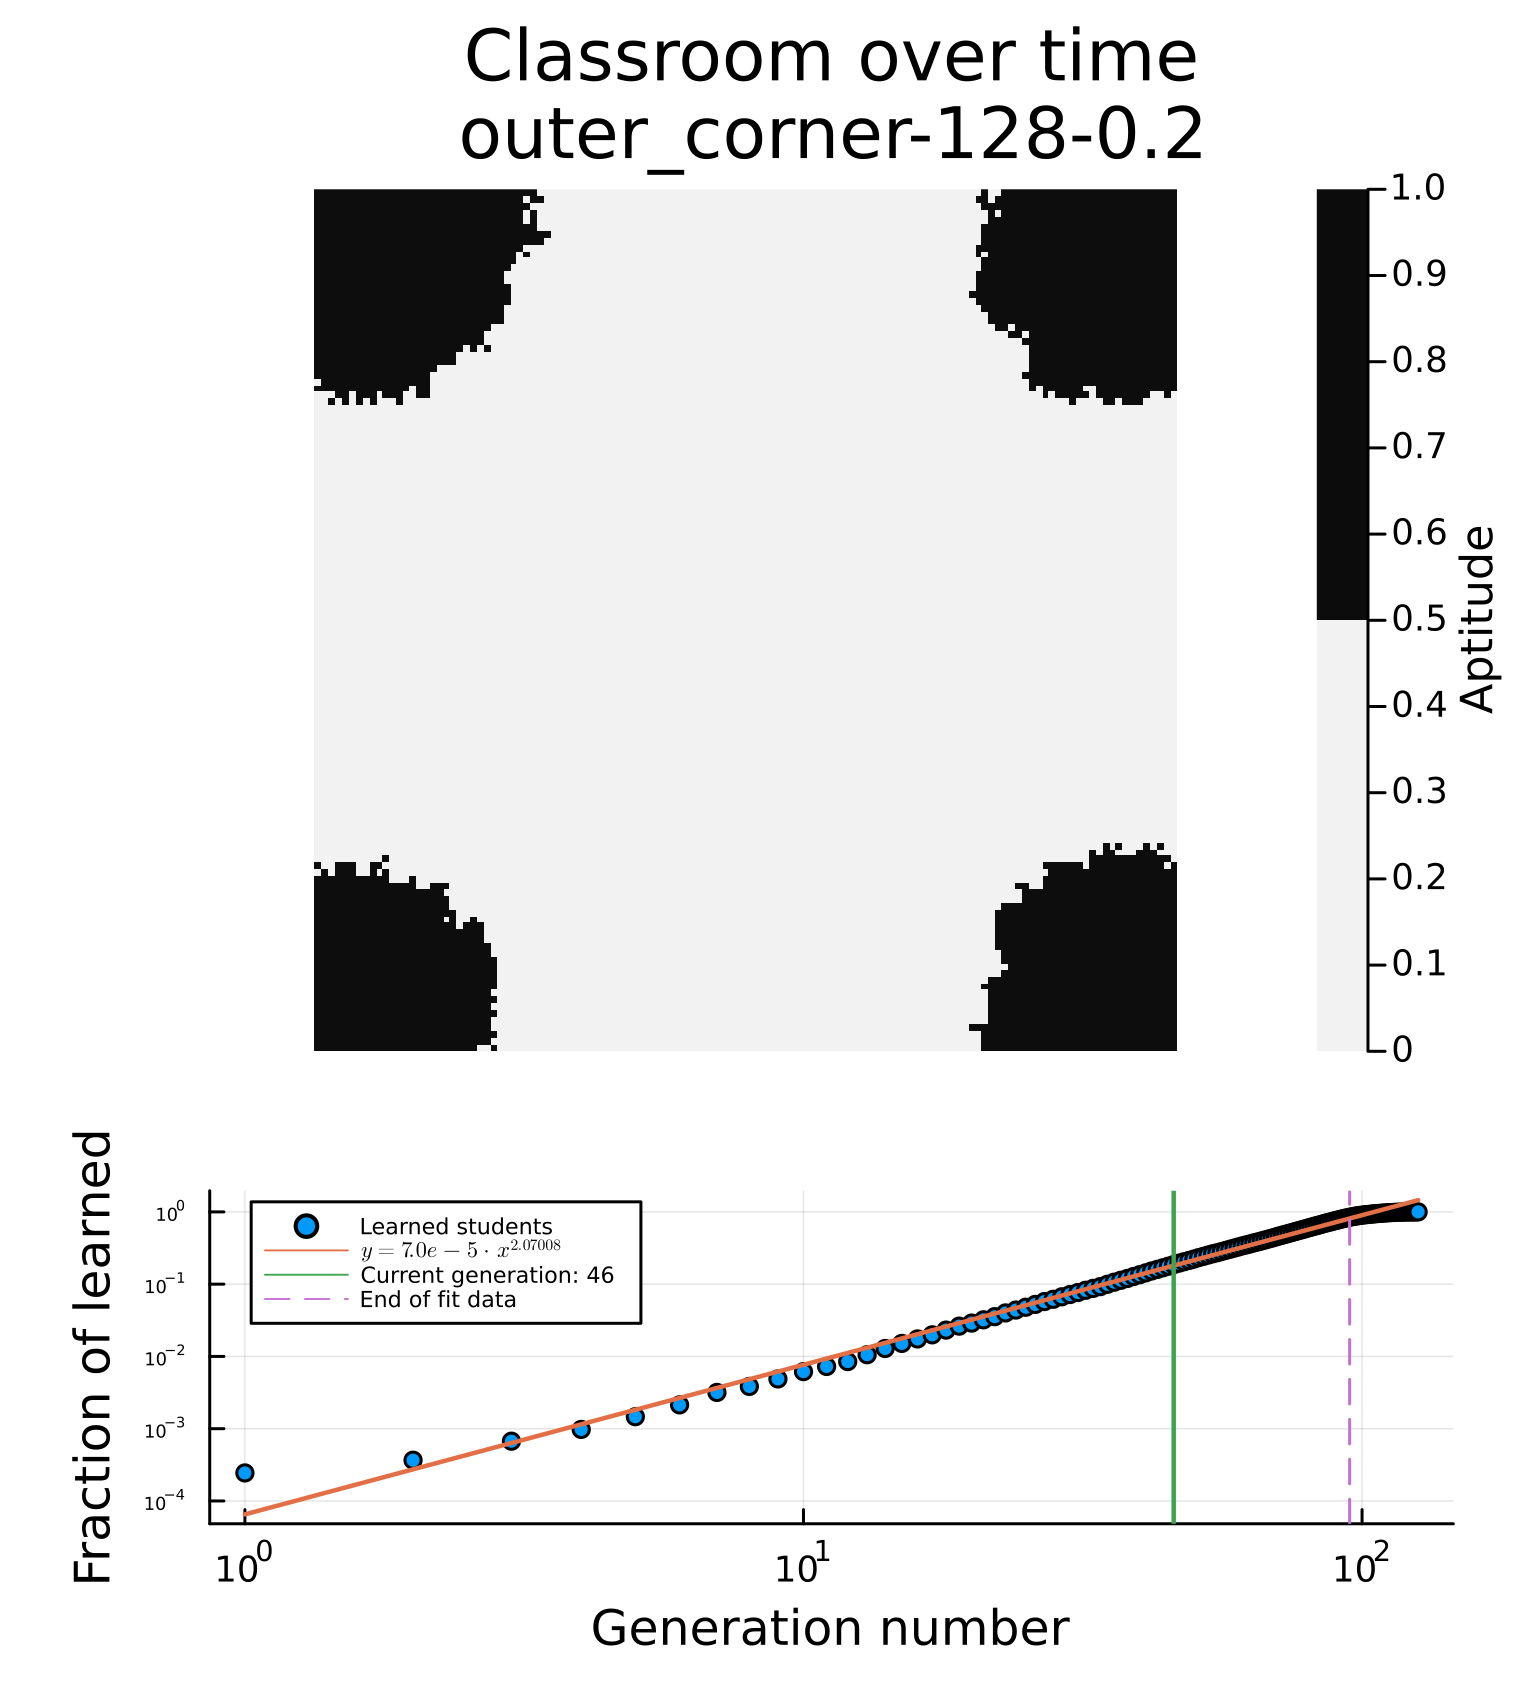 Classroom over time
outer_corner-128-0.2
1.0
0.9
0.8
0.7
0.6
0.5
0.4
0.3
0.2
0.1
0
Aptitude
Fraction of learned
10⁰
10⁻¹
10⁻²
10⁻³
10⁻⁴
Learned students
y = 7.0e − 5 · x^2.07008
Current generation: 46
End of fit data
10⁰ 10¹ 10²
Generation number